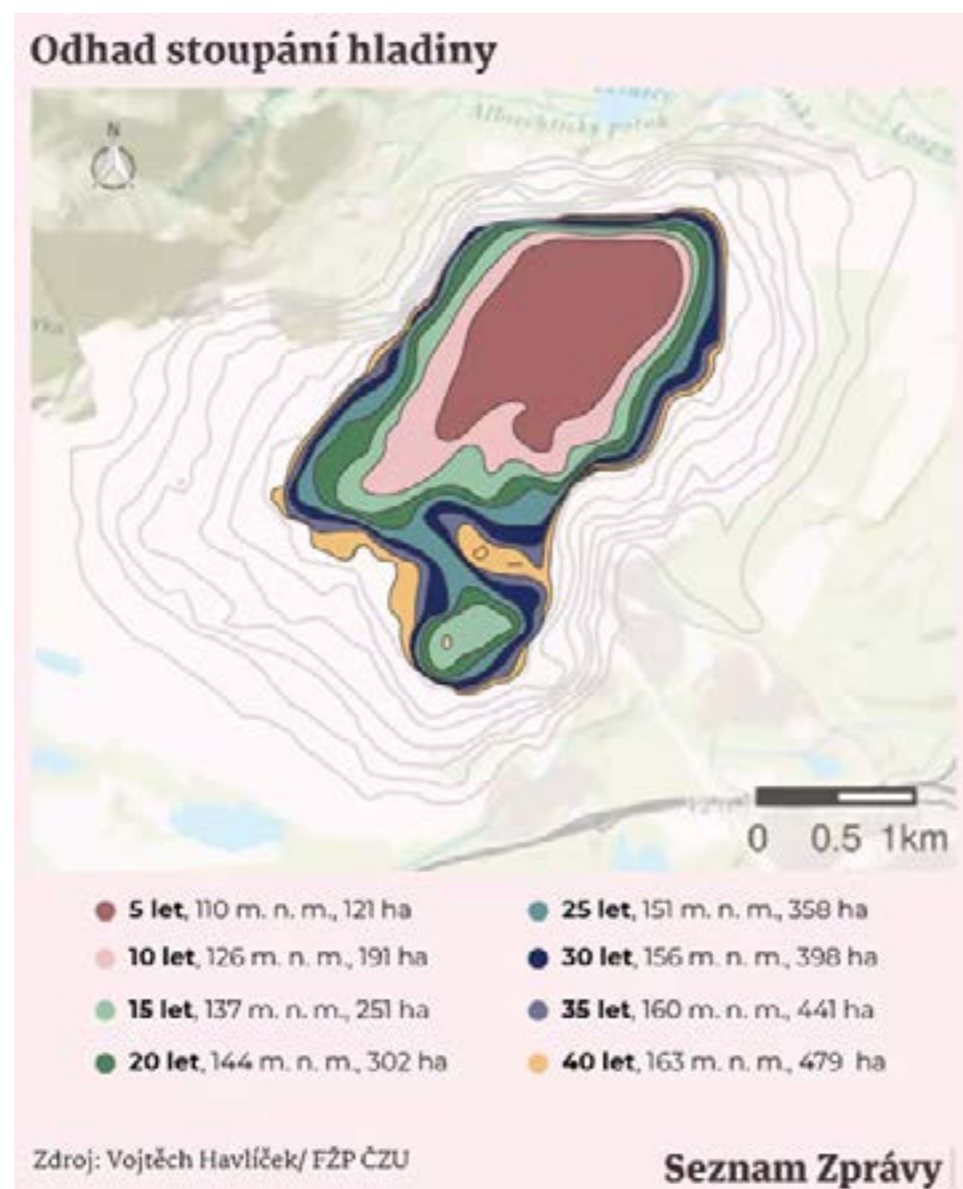 Odhad stoupání hladiny
N
Albrechtický potok
0 0.5 1km
5 let, 110 m. n. m., 121 ha
10 let, 126 m. n. m., 191 ha
15 let, 137 m. n. m., 251 ha
20 let, 144 m. n. m., 302 ha
25 let, 151 m. n. m., 358 ha
30 let, 156 m. n. m., 398 ha
35 let, 160 m. n. m., 441 ha
40 let, 163 m. n. m., 479 ha
Zdroj: Vojtěch Havlíček/ FŽP ČZU
Seznam Zprávy